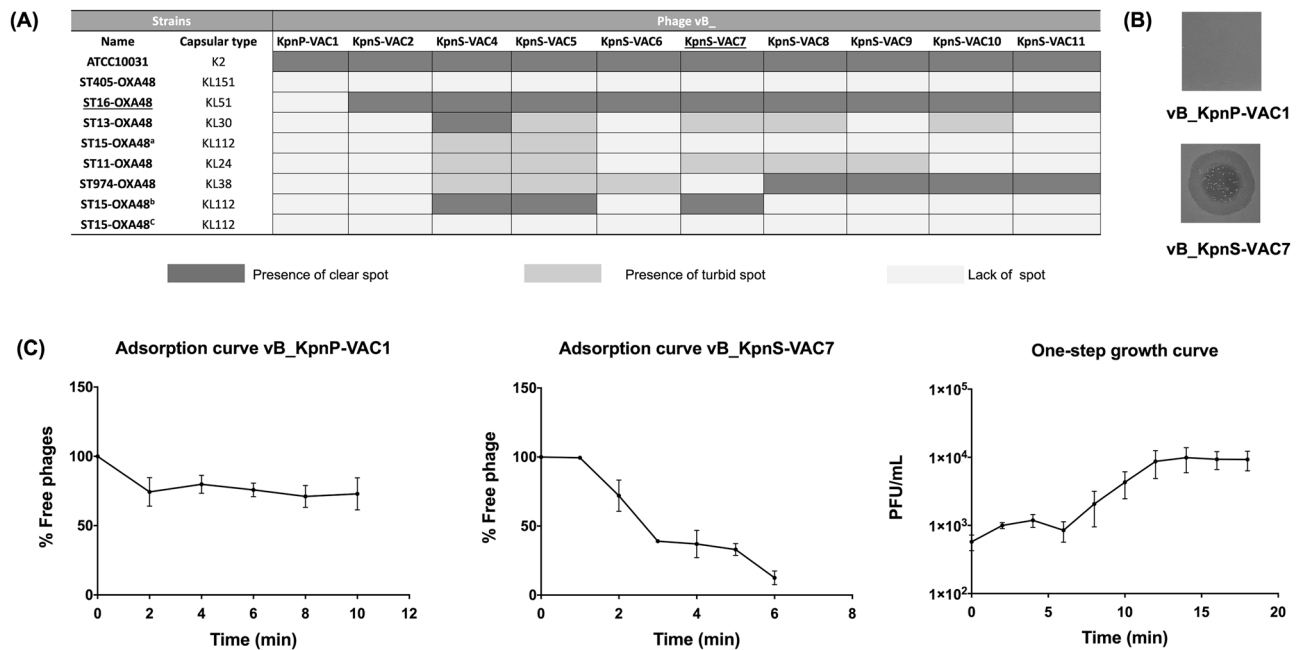 (A)
Strains Phage vB_
Name Capsular type KpnP-VAC1 KpnS-VAC2 KpnS-VAC4 KpnS-VAC5 KpnS-VAC6 KpnS-VAC7 KpnS-VAC8 KpnS-VAC9 KpnS-VAC10 KpnS-VAC11
ATCC10031 K2
ST405-OXA48 KL151
ST16-OXA48 KL51
ST13-OXA48 KL30
ST15-OXA48ᵃ KL112
ST11-OXA48 KL24
ST974-OXA48 KL38
ST15-OXA48ᵇ KL112
ST15-OXA48ᶜ KL112
Presence of clear spot Presence of turbid spot Lack of spot
(B)
vB_KpnP-VAC1
vB_KpnS-VAC7
(C)
Adsorption curve vB_KpnP-VAC1
% Free phages
150
100
50
0
0 2 4 6 8 10 12
Time (min)
Adsorption curve vB_KpnS-VAC7
% Free phage
150
100
50
0
0 2 4 6 8
Time (min)
One-step growth curve
PFU/mL
1×10⁵
1×10⁴
1×10³
1×10²
0 5 10 15 20
Time (min)